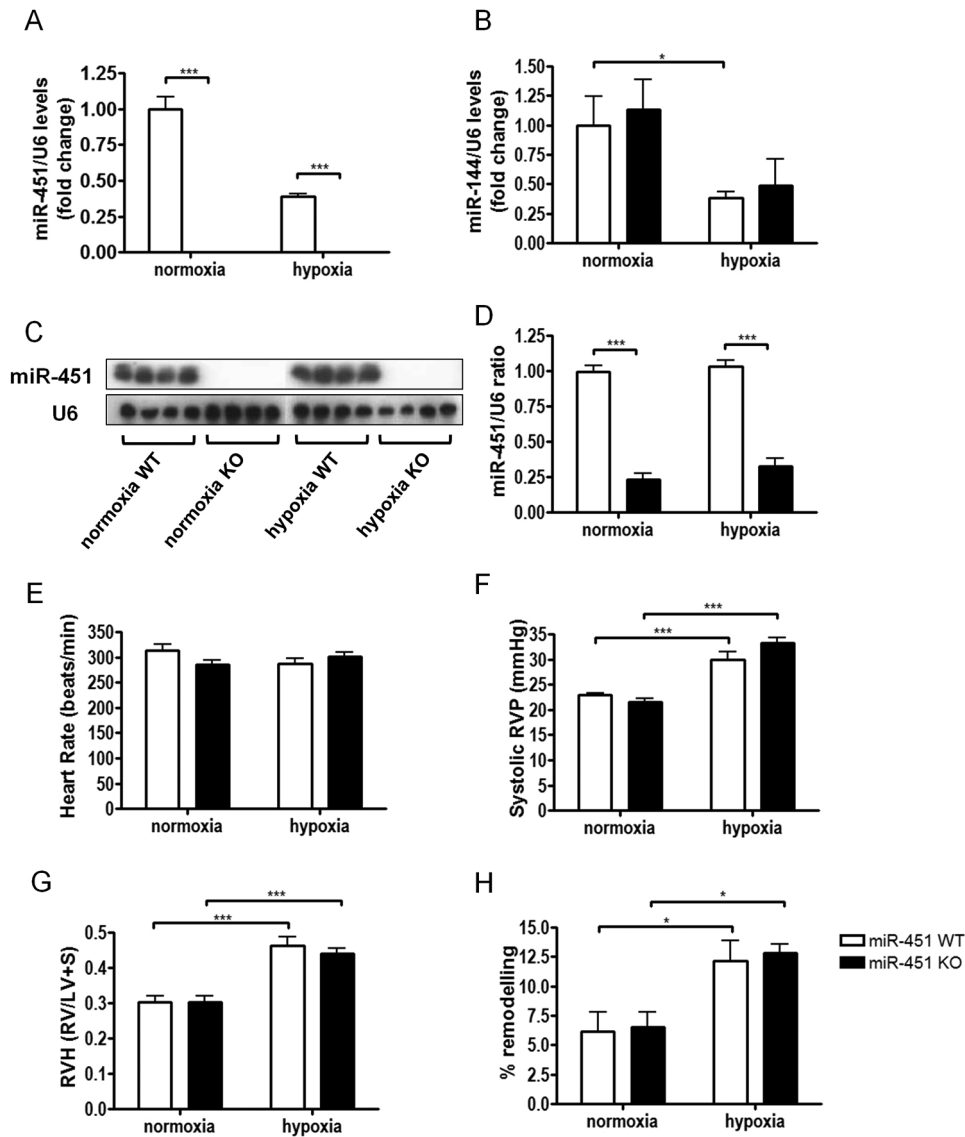 A
miR-451/U6 levels
(fold change)
1.25
1.00
0.75
0.50
0.25
0.00
***
***
normoxia
hypoxia
B
miR-144/U6 levels
(fold change)
1.50
1.25
1.00
0.75
0.50
0.25
0.00
*
normoxia
hypoxia
C
miR-451
U6
normoxia WT
normoxia KO
hypoxia WT
hypoxia KO
D
miR-451/U6 ratio
1.25
1.00
0.75
0.50
0.25
0.00
***
***
normoxia
hypoxia
E
Heart Rate (beats/min)
350
300
250
200
150
100
50
0
normoxia
hypoxia
F
Systolic RVP (mmHg)
35
30
25
20
15
10
5
0
***
***
normoxia
hypoxia
G
RVH (RV/LV+S)
0.5
0.4
0.3
0.2
0.1
0.0
***
***
normoxia
hypoxia
H
% remodelling
15.0
12.5
10.0
7.5
5.0
2.5
0.0
*
*
normoxia
hypoxia
miR-451 WT
miR-451 KO